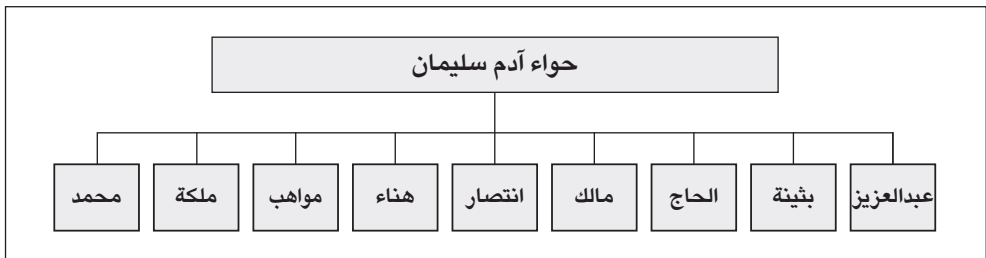 حواء آدم سليمان
عبدالعزيز
بثينة
الحاج
مالك
انتصار
هناء
مواهب
ملكة
محمد